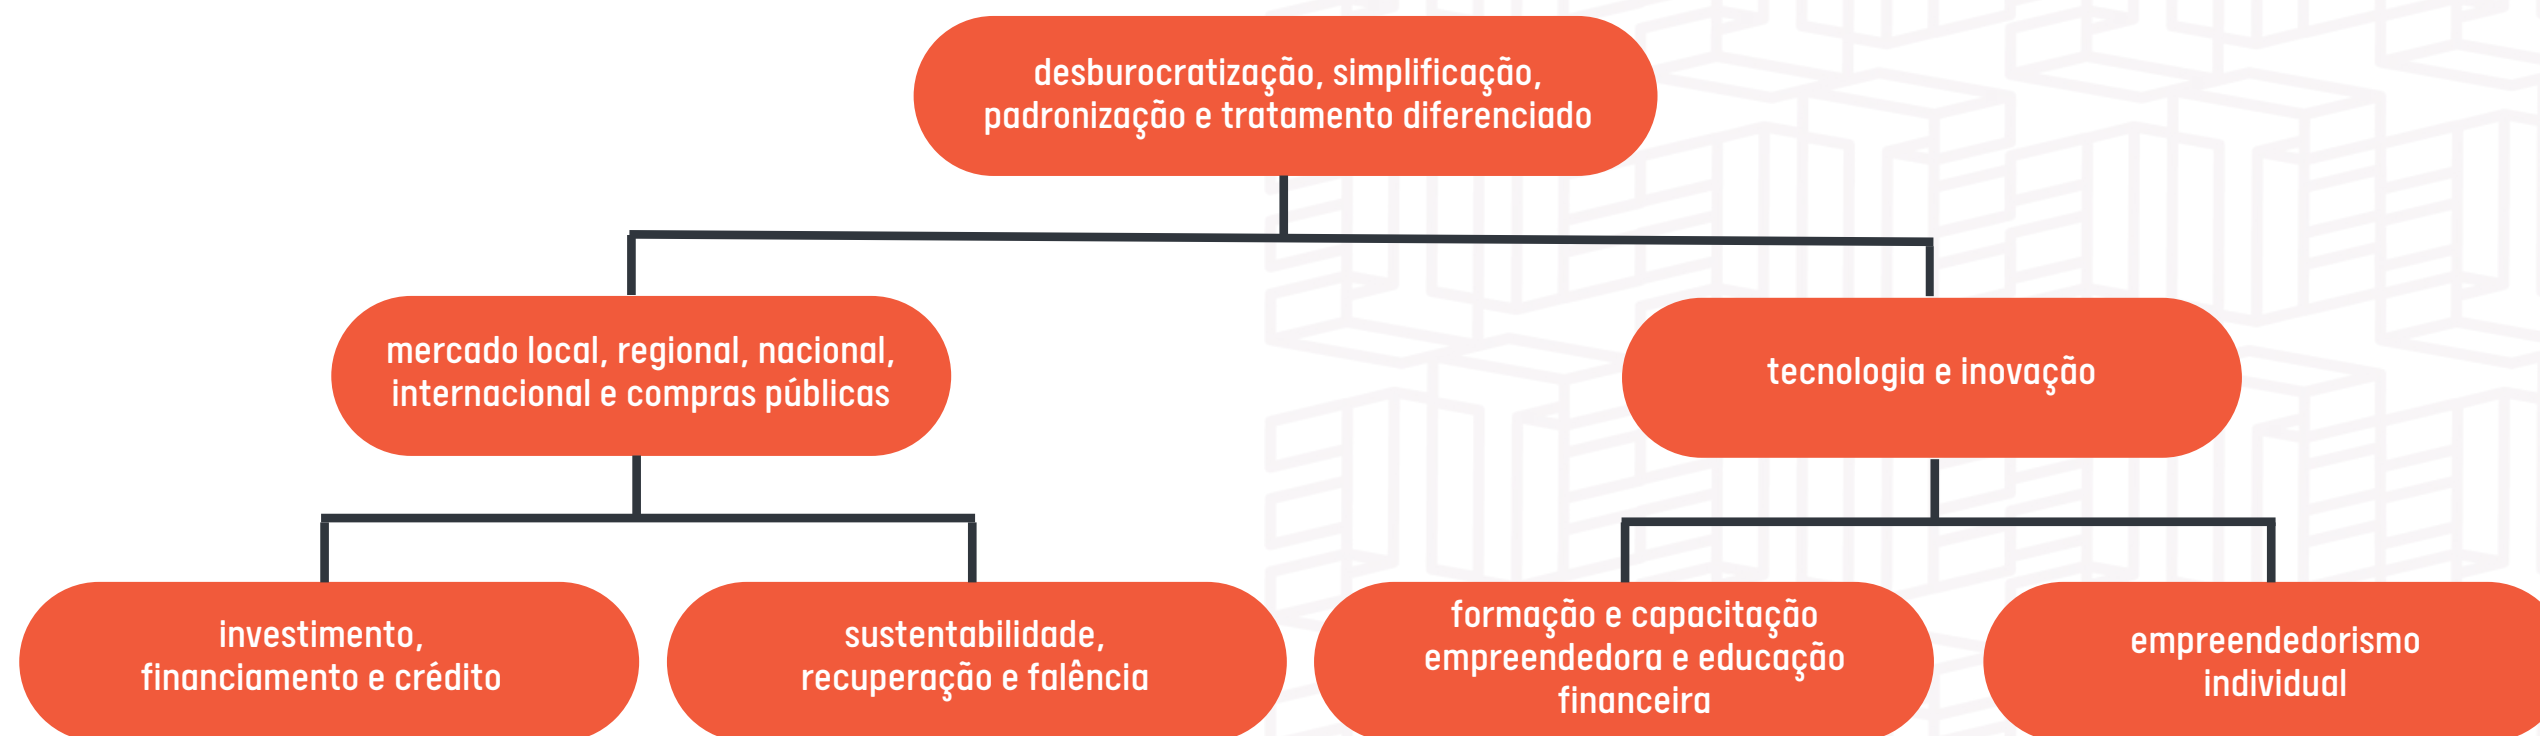 desburocratização, simplificação,
padronização e tratamento diferenciado
mercado local, regional, nacional,
internacional e compras públicas
tecnologia e inovação
investimento,
financiamento e crédito
sustentabilidade,
recuperação e falência
formação e capacitação
empreendedora e educação
financeira
empreendedorismo
individual